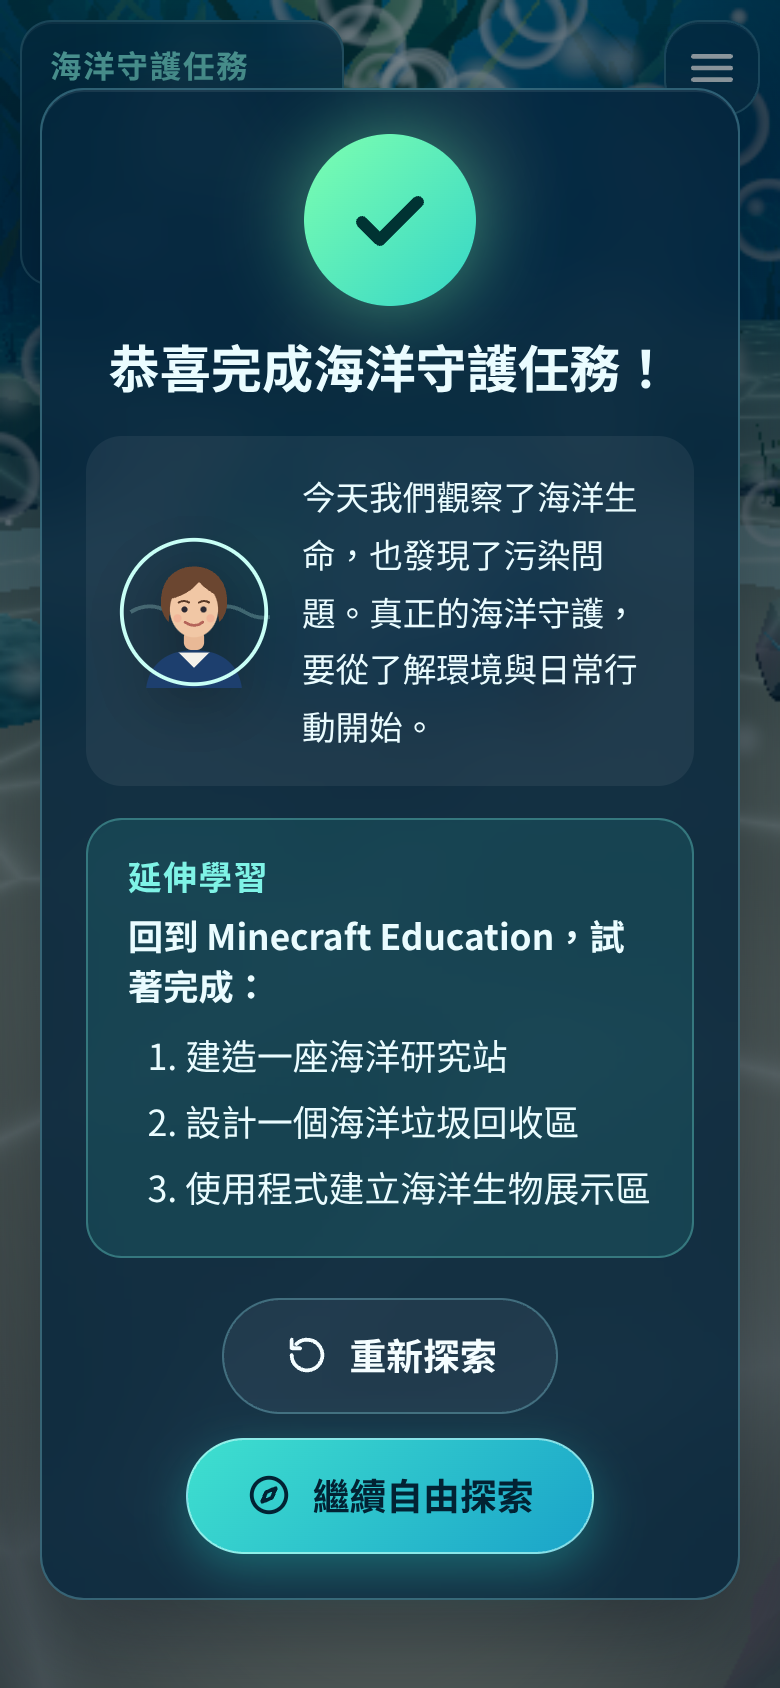 海洋守護任務
恭喜完成海洋守護任務！
今天我們觀察了海洋生
命，也發現了污染問
題。真正的海洋守護，
要從了解環境與日常行
動開始。
延伸學習
回到 Minecraft Education，試
著完成：
1. 建造一座海洋研究站
2. 設計一個海洋垃圾回收區
3. 使用程式建立海洋生物展示區
重新探索
繼續自由探索